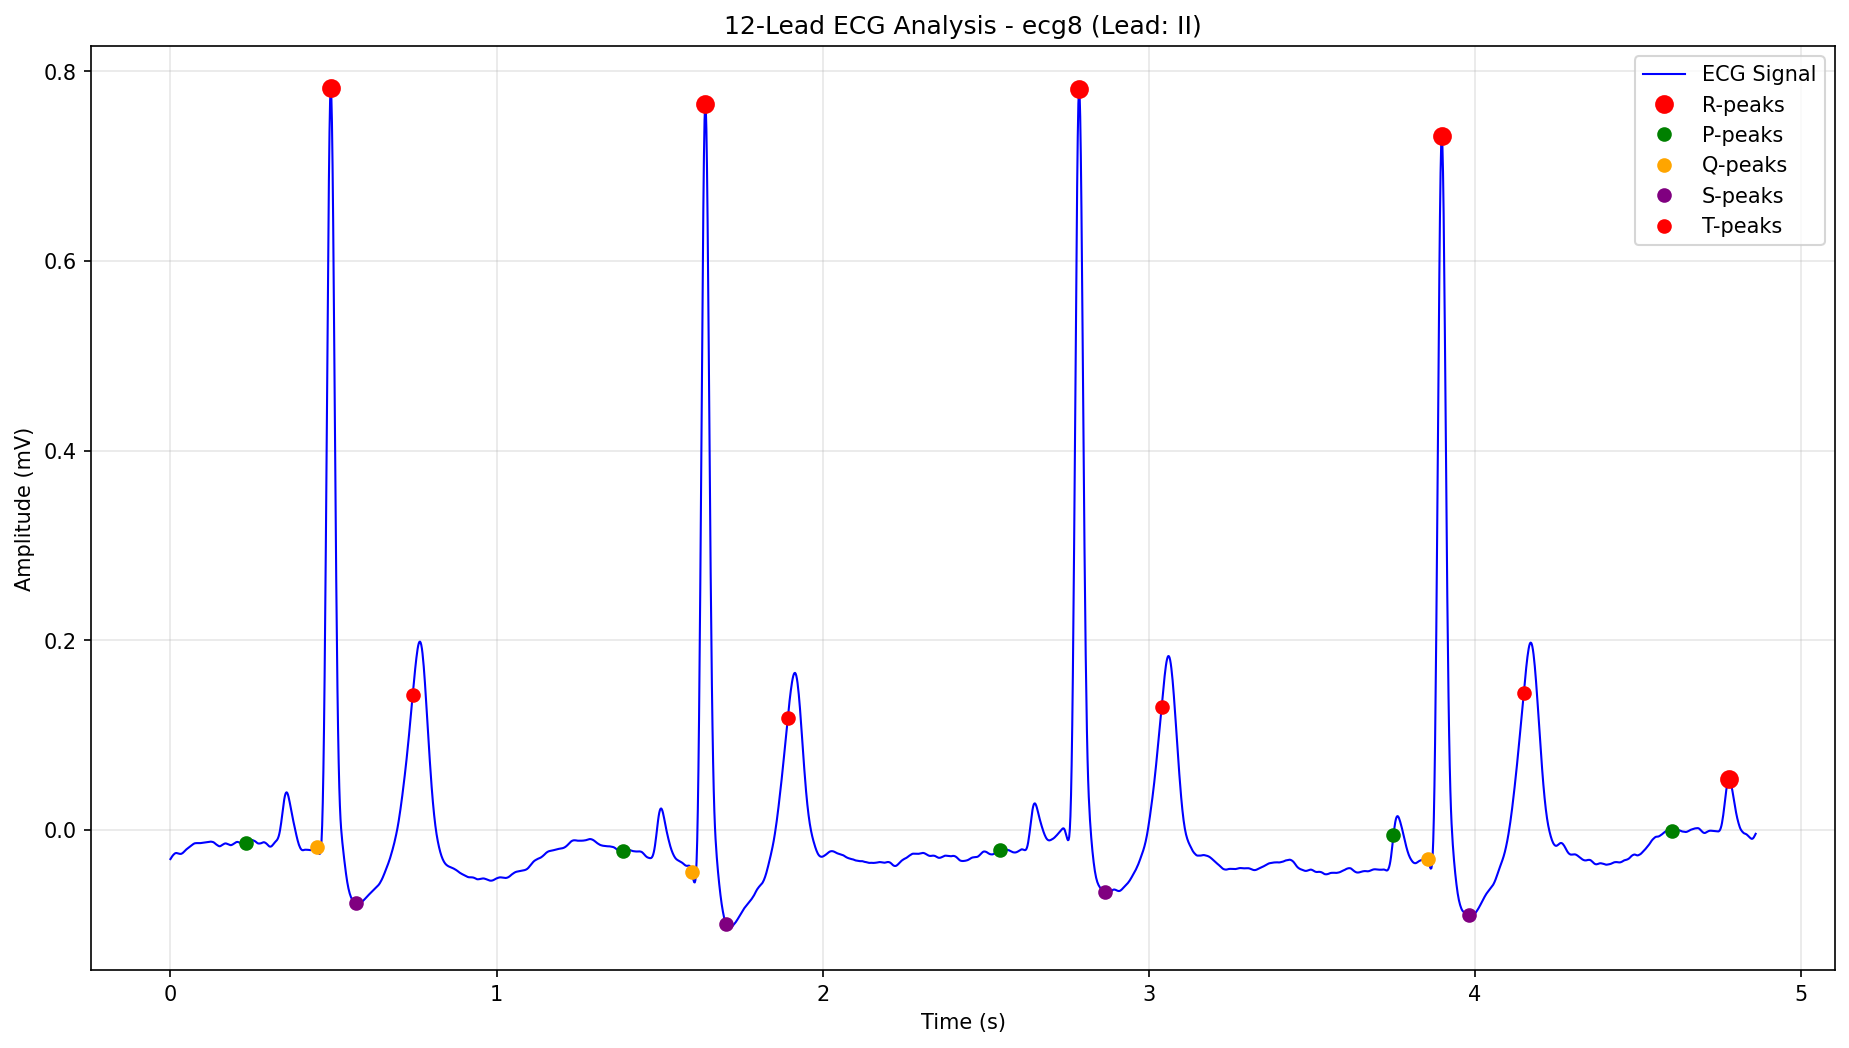 12-Lead ECG Analysis - ecg8 (Lead: II)
ECG Signal
R-peaks
P-peaks
Q-peaks
S-peaks
T-peaks
Amplitude (mV)
0.8
0.6
0.4
0.2
0.0
0 1 2 3 4 5
Time (s)